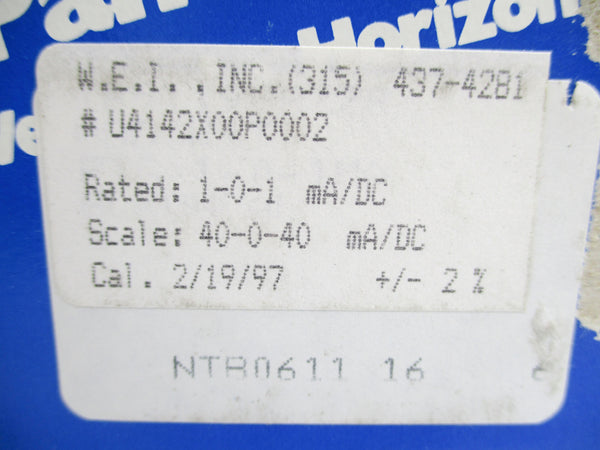 Horizon
W.E.I. ,INC.(315) 437-4281
# U4142X00P0002
Rated: 1-0-1 mA/DC
Scale: 40-0-40 mA/DC
Cal. 2/19/97 +/- 2 %
NTB0611 16